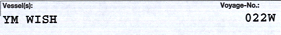 Vessel(s): Voyage-No.:
YM WISH 022W